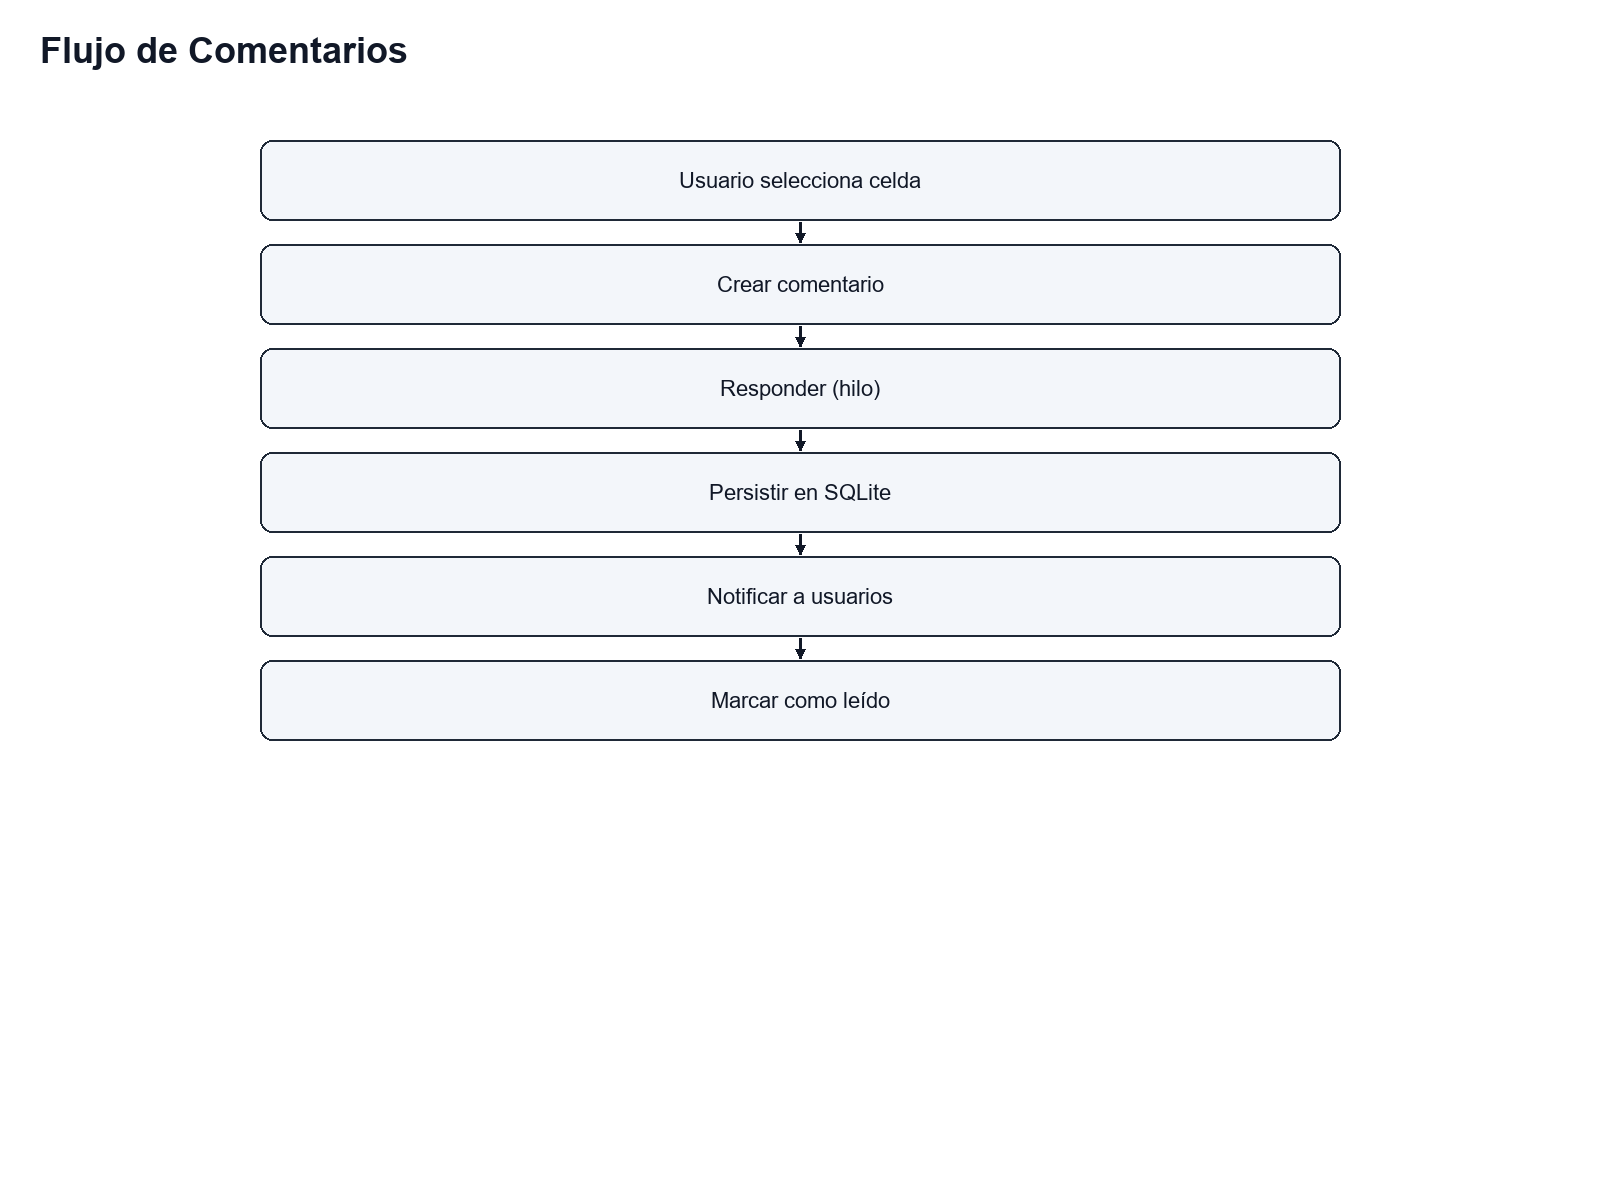 Flujo de Comentarios
Usuario selecciona celda
Crear comentario
Responder (hilo)
Persistir en SQLite
Notificar a usuarios
Marcar como leído